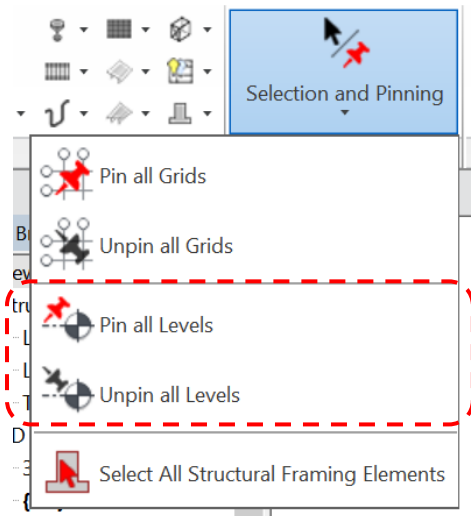 Selection and Pinning
Pin all Grids
Unpin all Grids
Pin all Levels
Unpin all Levels
Select All Structural Framing Elements